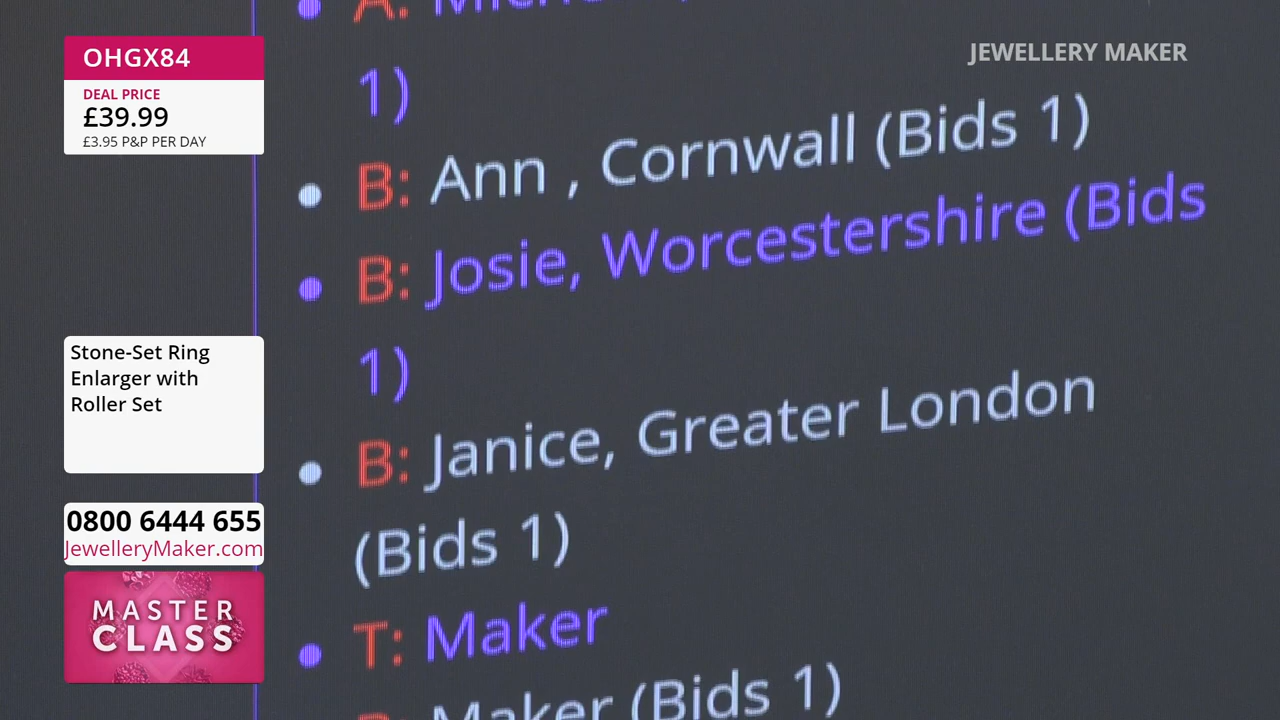 OHGX84
DEAL PRICE
£39.99
£3.95 P&P PER DAY
Stone-Set Ring
Enlarger with
Roller Set
0800 6444 655
JewelleryMaker.com
MASTER
CLASS
JEWELLERY MAKER
A:
1)
B: Ann , Cornwall (Bids 1)
B: Josie, Worcestershire (Bids
1)
B: Janice, Greater London
(Bids 1)
T: Maker
Maker (Bids 1)